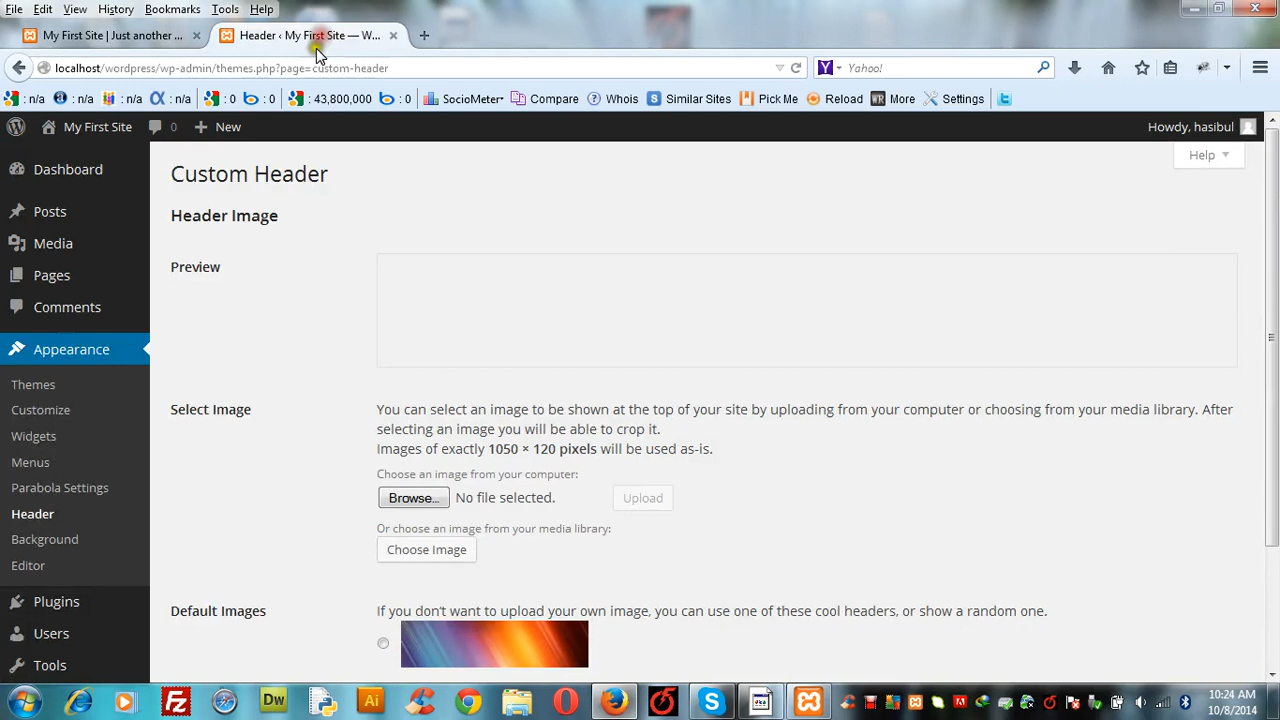 File Edit View History Bookmarks Tools Help
My First Site | Just another ... Header ‹ My First Site — W...
localhost/wordpress/wp-admin/themes.php?page=custom-header Yahoo!
: n/a : n/a : n/a : n/a : 0 : 0 : 43,800,000 : 0 SocioMeter Compare Whois Similar Sites Pick Me Reload More Settings
My First Site 0 New Howdy, hasibul
Help
Dashboard
Posts
Media
Pages
Comments
Appearance
Themes
Customize
Widgets
Menus
Parabola Settings
Header
Background
Editor
Plugins
Users
Tools
Custom Header
Header Image
Preview
Select Image
You can select an image to be shown at the top of your site by uploading from your computer or choosing from your media library. After
selecting an image you will be able to crop it.
Images of exactly 1050 × 120 pixels will be used as-is.
Choose an image from your computer:
Browse... No file selected. Upload
Or choose an image from your media library:
Choose Image
Default Images
If you don't want to upload your own image, you can use one of these cool headers, or show a random one.
Dw Ai
10:24 AM
10/8/2014